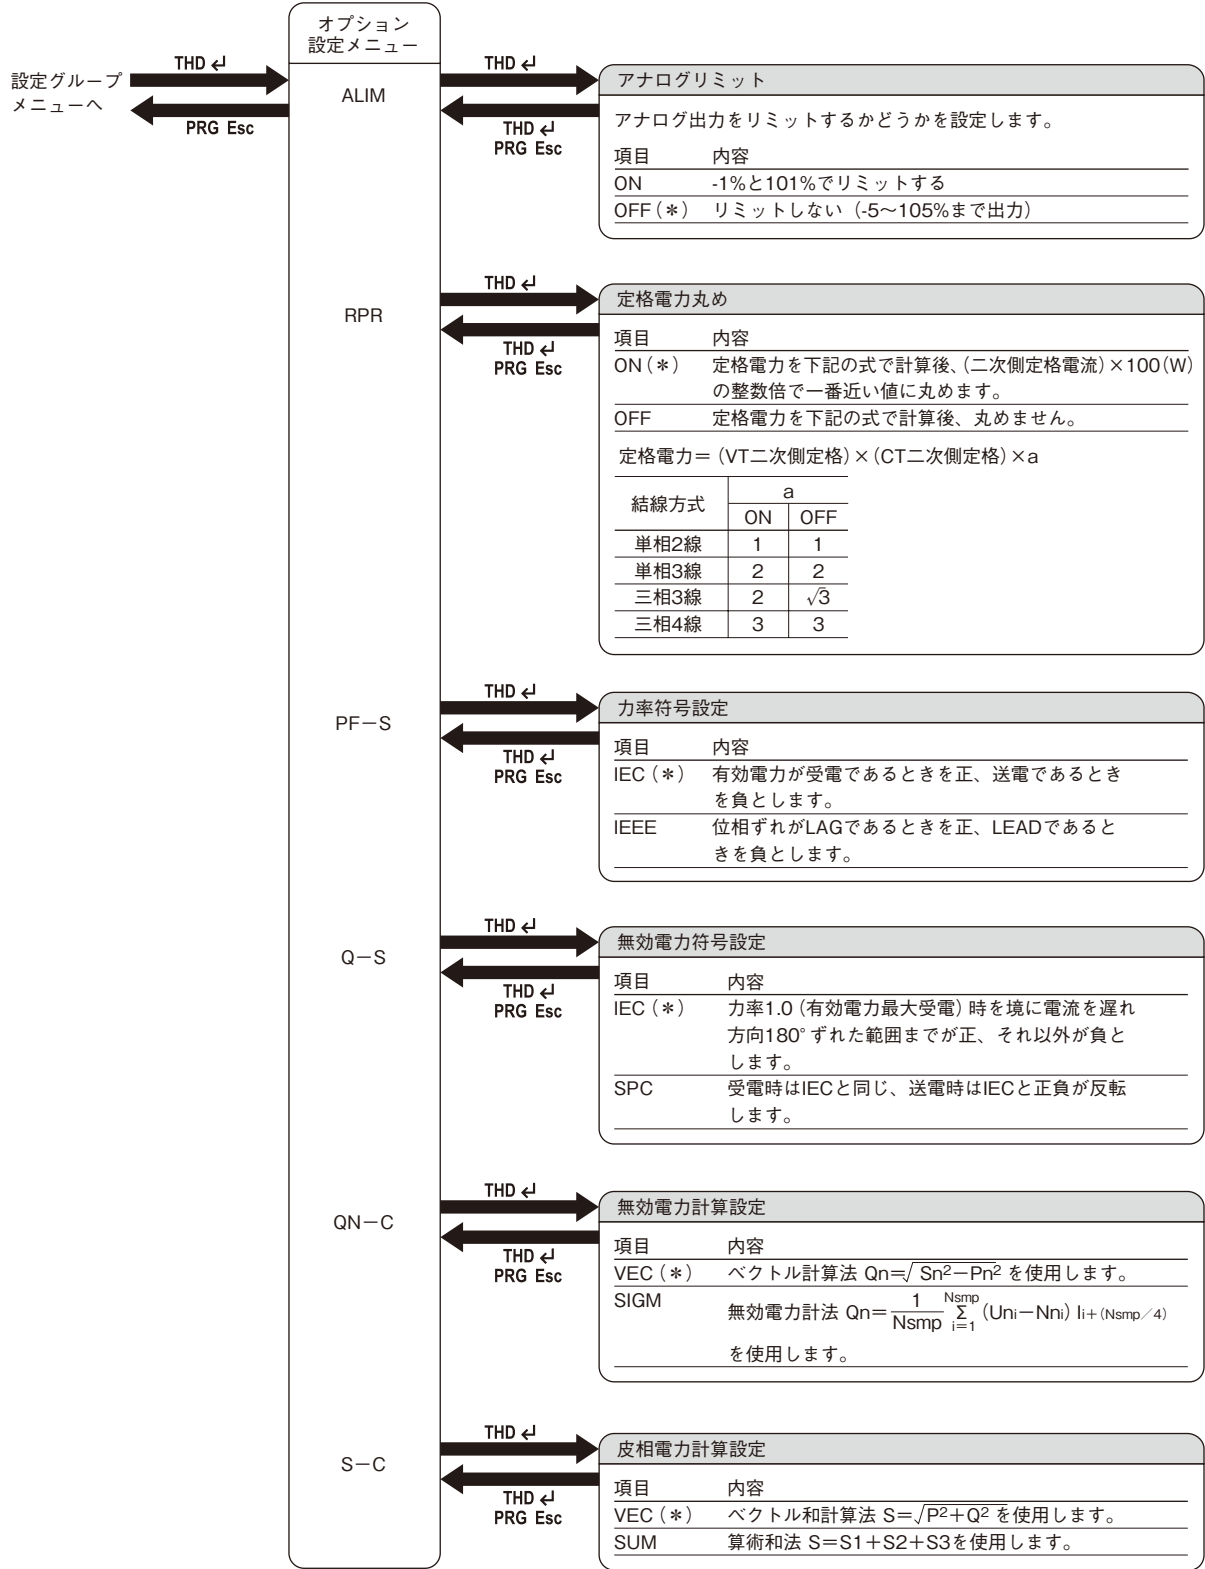 オプション
設定メニュー
設定グループ
メニューへ
THD ↵
PRG Esc
ALIM
THD ↵
THD ↵
PRG Esc
アナログリミット
アナログ出力をリミットするかどうかを設定します。
項目 内容
ON -1%と101%でリミットする
OFF(＊) リミットしない（-5～105%まで出力）
RPR
THD ↵
THD ↵
PRG Esc
定格電力丸め
項目 内容
ON(＊) 定格電力を下記の式で計算後、(二次側定格電流)×100(W)
の整数倍で一番近い値に丸めます。
OFF 定格電力を下記の式で計算後、丸めません。
定格電力＝(VT二次側定格)×(CT二次側定格)×a
結線方式 a
ON OFF
単相2線 1 1
単相3線 2 2
三相3線 2 √3
三相4線 3 3
PF－S
THD ↵
THD ↵
PRG Esc
力率符号設定
項目 内容
IEC(＊) 有効電力が受電であるときを正、送電であるとき
を負とします。
IEEE 位相ずれがLAGであるときを正、LEADであると
きを負とします。
Q－S
THD ↵
THD ↵
PRG Esc
無効電力符号設定
項目 内容
IEC(＊) 力率1.0（有効電力最大受電）時を境に電流を遅れ
方向180°ずれた範囲までが正、それ以外が負と
します。
SPC 受電時はIECと同じ、送電時はIECと正負が反転
します。
QN－C
THD ↵
THD ↵
PRG Esc
無効電力計算設定
項目 内容
VEC(＊) ベクトル計算法 Qn=√Sn²－Pn² を使用します。
SIGM 無効電力計法 Qn＝1/Nsmp Nsmp Σ i=1 (Uni－Nni) Ii+(Nsmp／4)
を使用します。
S－C
THD ↵
THD ↵
PRG Esc
皮相電力計算設定
項目 内容
VEC(＊) ベクトル和計算法 S＝√P²＋Q² を使用します。
SUM 算術和法 S＝S1＋S2＋S3を使用します。